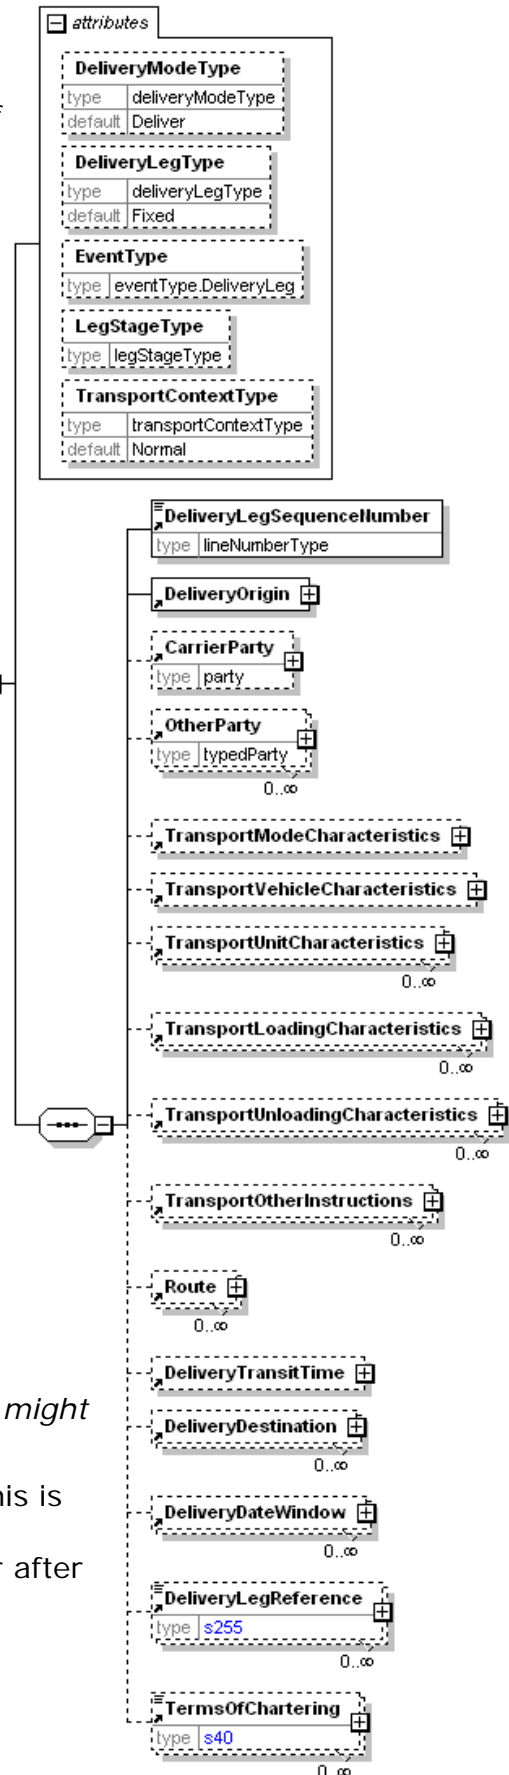 attributes
DeliveryModeType
type deliveryModeType
default Deliver
DeliveryLegType
type deliveryLegType
default Fixed
EventType
type eventType.DeliveryLeg
LegStageType
type legStageType
TransportContextType
type transportContextType
default Normal
DeliveryLegSequenceNumber
type lineNumberType
DeliveryOrigin
CarrierParty
type party
OtherParty
type typedParty
0..∞
TransportModeCharacteristics
TransportVehicleCharacteristics
TransportUnitCharacteristics
0..∞
TransportLoadingCharacteristics
0..∞
TransportUnloadingCharacteristics
0..∞
TransportOtherInstructions
0..∞
Route
0..∞
DeliveryTransitTime
might
DeliveryDestination
0..∞
is
DeliveryDateWindow
0..∞
after
DeliveryLegReference
type s255
0..∞
TermsOfChartering
type s40
0..∞